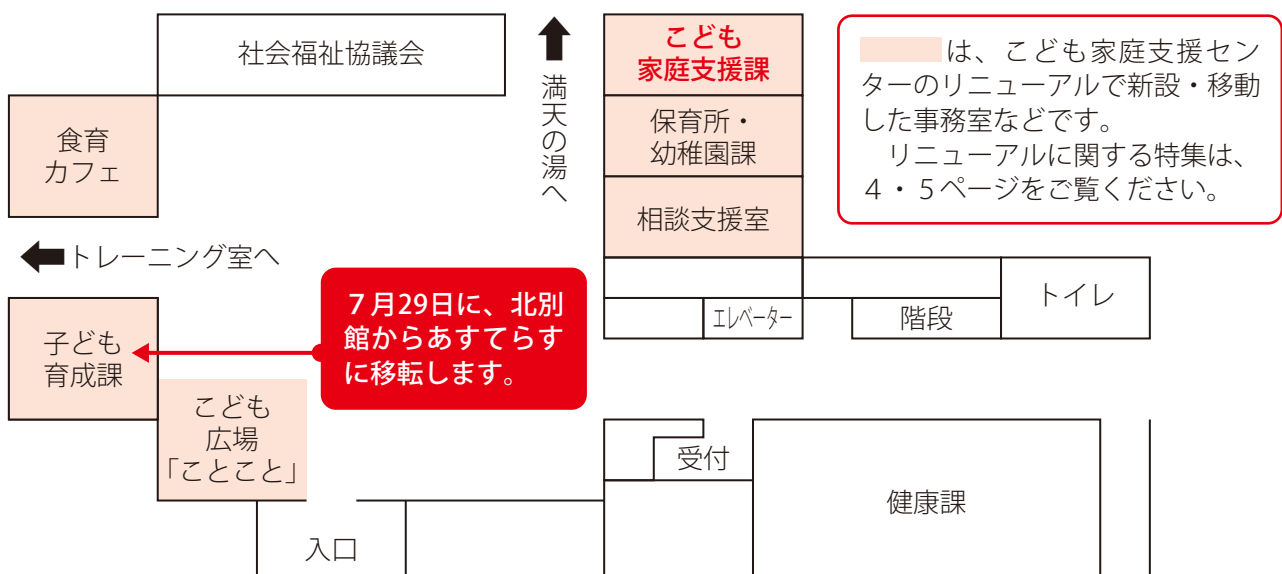 社会福祉協議会
満天の湯へ
こども
家庭支援課
保育所・
幼稚園課
相談支援室
は、こども家庭支援セン
ターのリニューアルで新設・移動
した事務室などです。
　リニューアルに関する特集は、
４・５ページをご覧ください。
食育
カフェ
トレーニング室へ
子ども
育成課
７月29日に、北別
館からあすてらす
に移転します。
こども
広場
「ことこと」
エレベーター
階段
トイレ
受付
健康課
入口